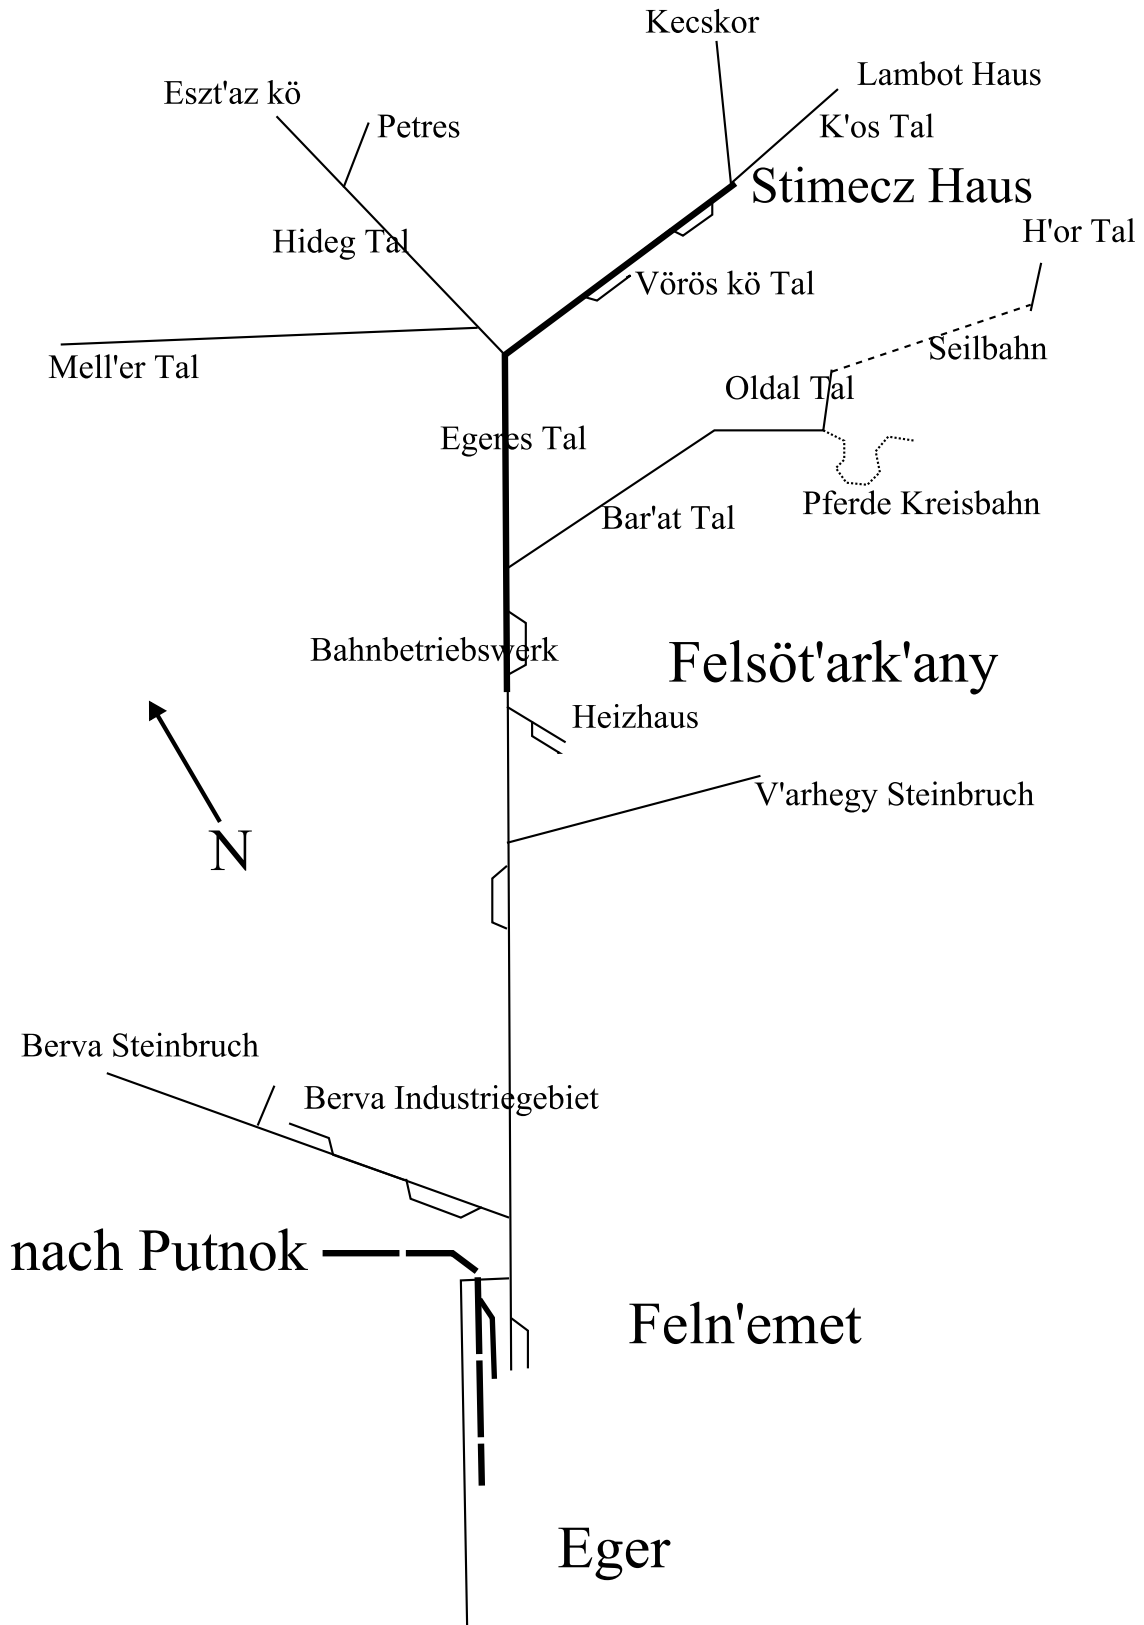 Kecskor
Lambot Haus
Eszt'az kö
Petres
K'os Tal
Stimecz Haus
H'or Tal
Hideg Tal
Vörös kö Tal
Seilbahn
Mell'er Tal
Oldal Tal
Egeres Tal
Pferde Kreisbahn
Bar'at Tal
Bahnbetriebswerk
Felsöt'ark'any
Heizhaus
V'arhegy Steinbruch
N
Berva Steinbruch
Berva Industriegebiet
nach Putnok
Feln'emet
Eger